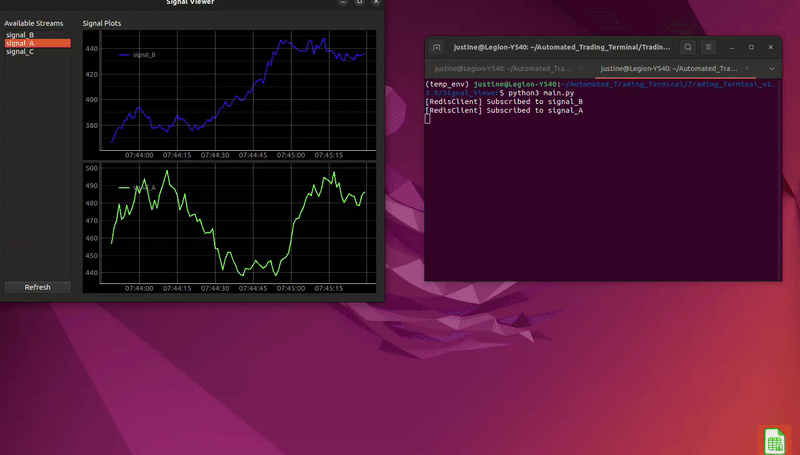 Signal Viewer
Available Streams
signal_B
signal_A
signal_C
Refresh
Signal Plots
signal_B
440
420
400
380
07:44:00 07:44:15 07:44:30 07:44:45 07:45:00 07:45:15
signal_A
500
490
480
470
460
450
440
07:44:00 07:44:15 07:44:30 07:44:45 07:45:00 07:45:15
justine@Legion-Y540: ~/Automated_Trading_Terminal/Tradin...
justine@Legion-Y540: ~/Automated_Tra...
justine@Legion-Y540: ~/Automated_Tra...
(temp_env) justine@Legion-Y540:~/Automated_Trading_Terminal/Trading_Terminal_v1.
3.0/Signal_Viewer$ python3 main.py
[RedisClient] Subscribed to signal_B
[RedisClient] Subscribed to signal_A